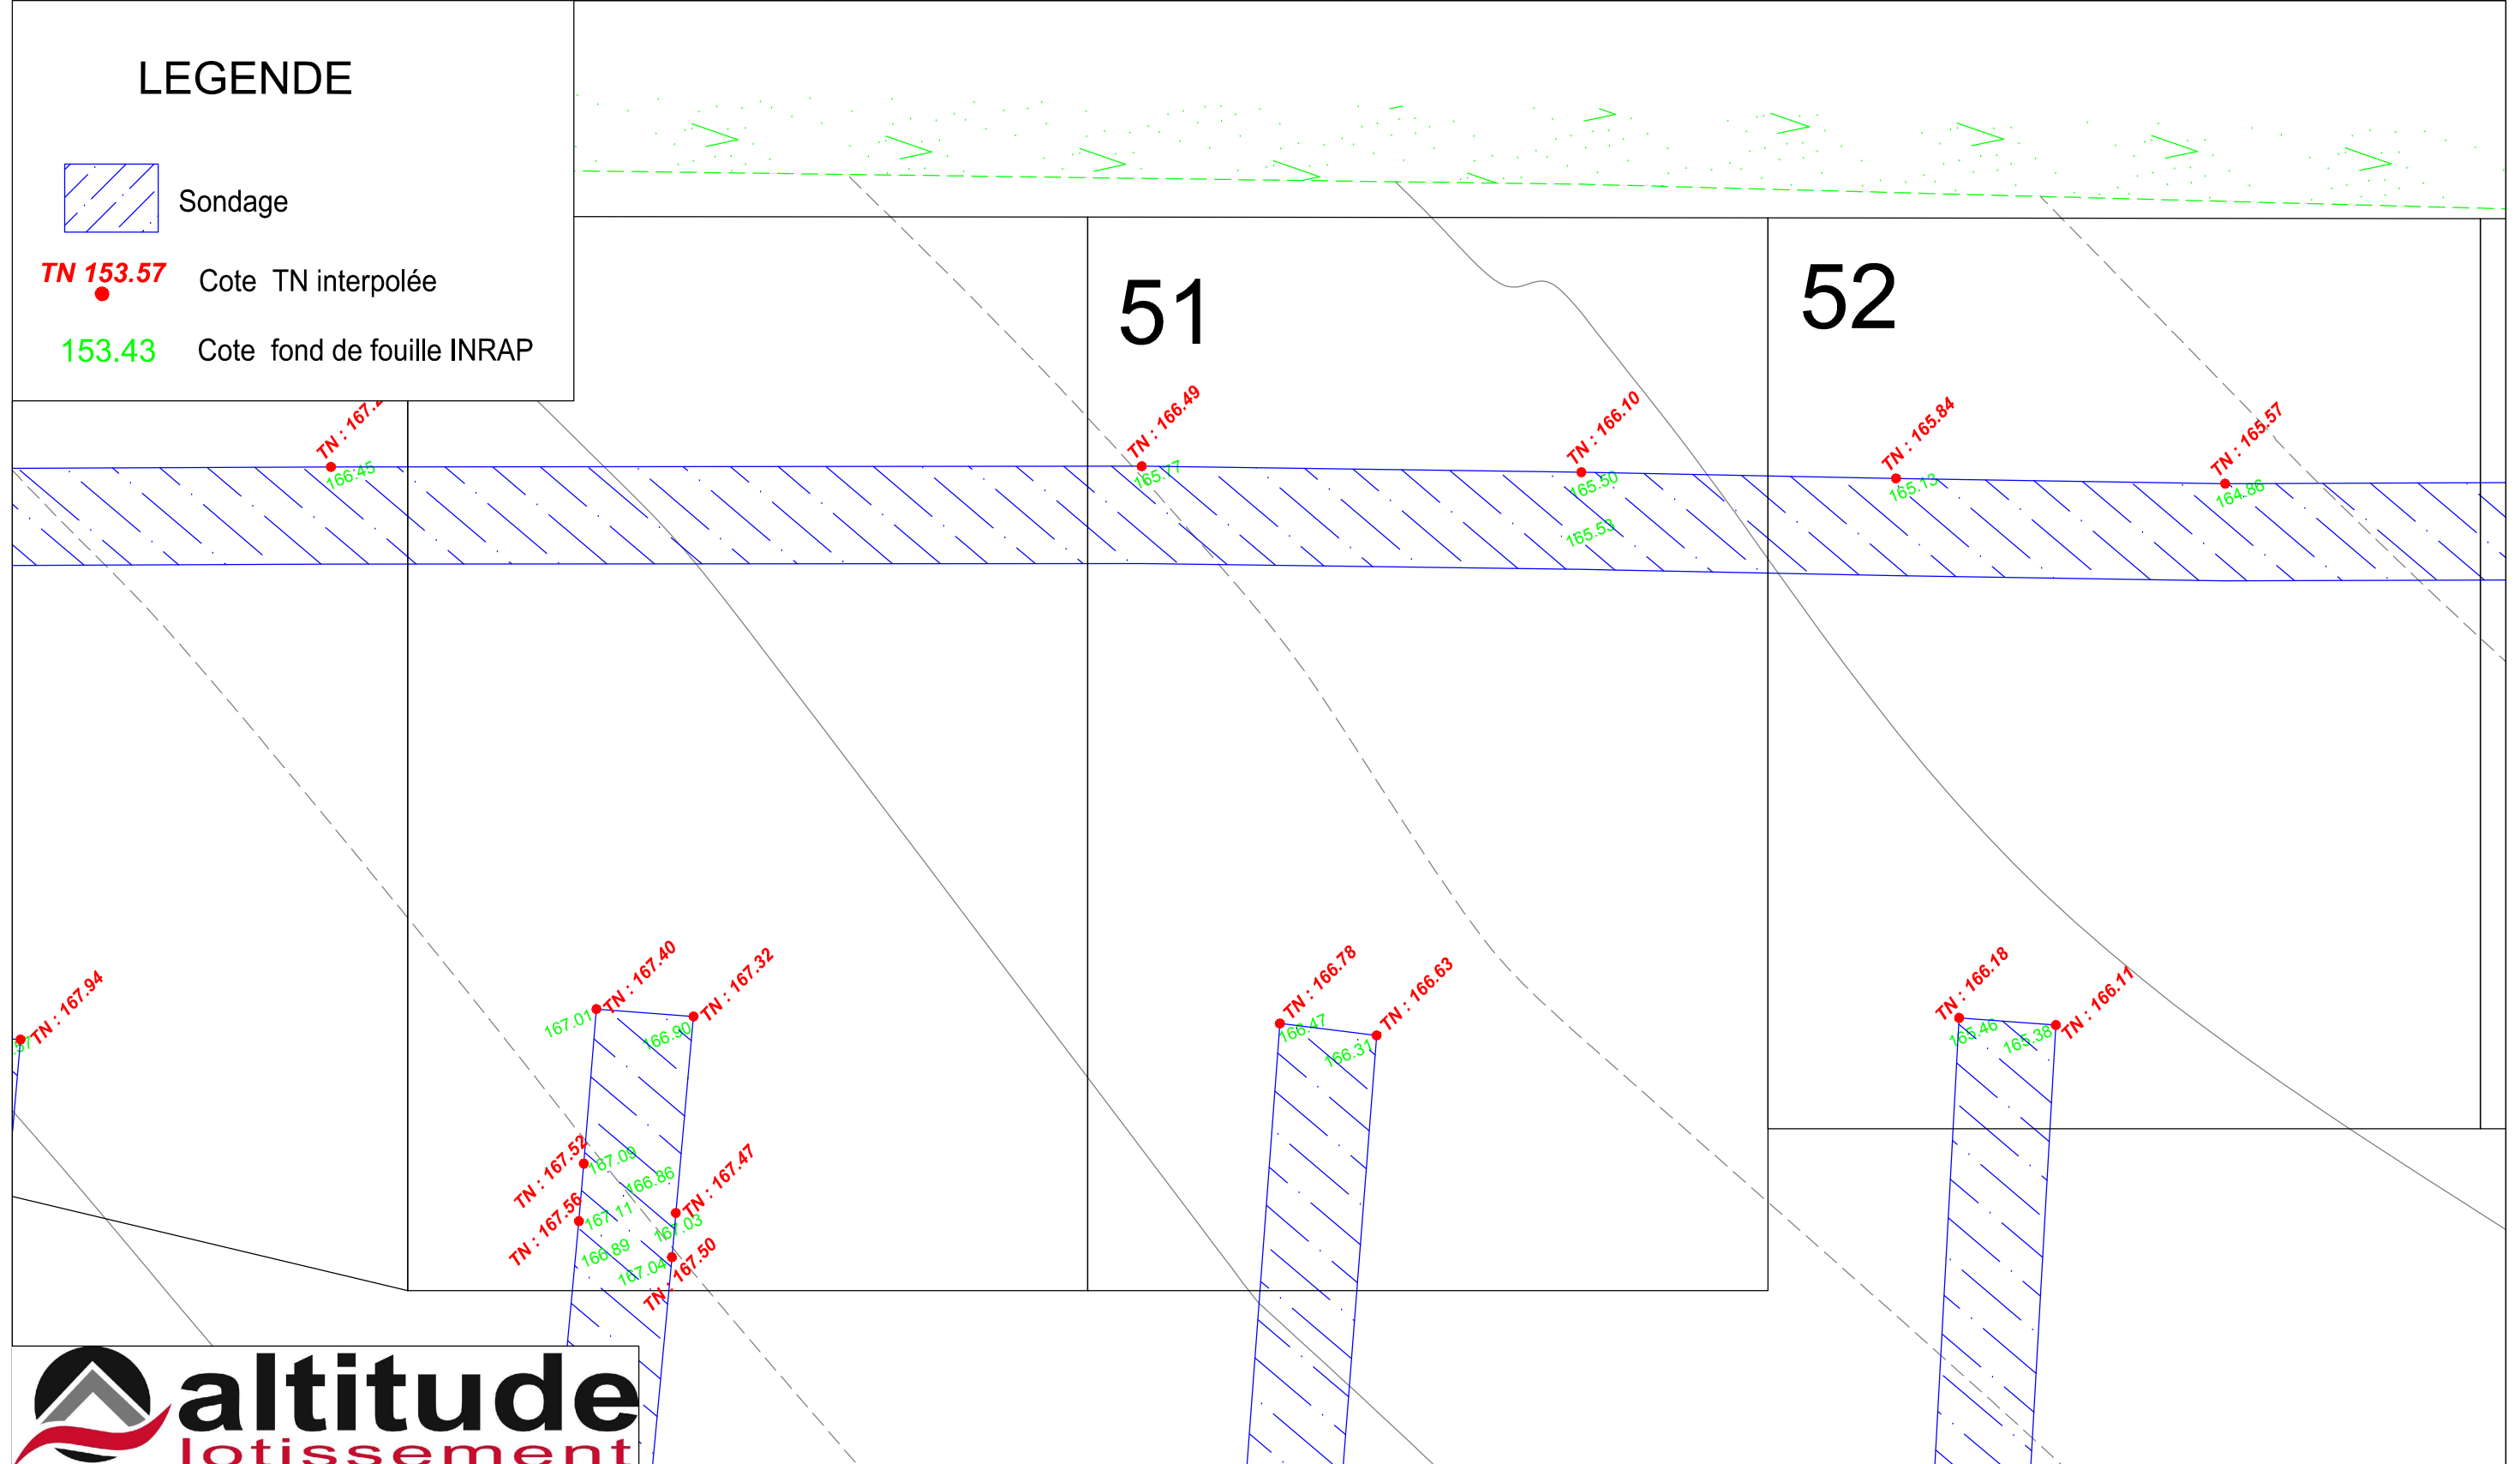 LEGENDE
Sondage
TN 153.57 Cote TN interpolée
153.43 Cote fond de fouille INRAP
51
52
TN : 166.49
TN : 166.10
TN : 165.84
TN : 165.57
166.45
165.77
165.50
165.13
164.86
165.53
TN : 167.94
TN : 167.40
TN : 167.32
TN : 166.78
TN : 166.63
TN : 166.18
TN : 166.11
167.01
166.90
166.47
166.31
165.46
165.38
TN : 167.52
167.09
166.86
TN : 167.47
TN : 167.56
167.11
167.03
166.89
167.04
TN : 167.50
altitude
lotissement